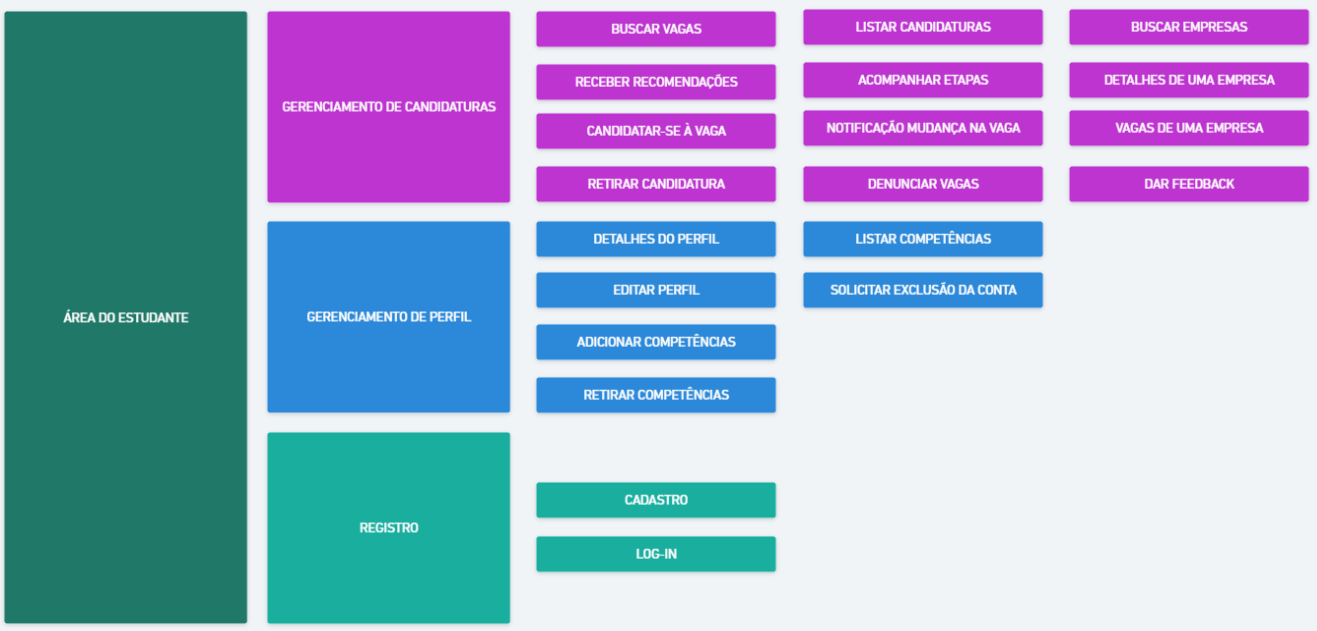 ÁREA DO ESTUDANTE
GERENCIAMENTO DE CANDIDATURAS
BUSCAR VAGAS
RECEBER RECOMENDAÇÕES
CANDIDATAR-SE À VAGA
RETIRAR CANDIDATURA
LISTAR CANDIDATURAS
ACOMPANHAR ETAPAS
NOTIFICAÇÃO MUDANÇA NA VAGA
DENUNCIAR VAGAS
BUSCAR EMPRESAS
DETALHES DE UMA EMPRESA
VAGAS DE UMA EMPRESA
DAR FEEDBACK
GERENCIAMENTO DE PERFIL
DETALHES DO PERFIL
EDITAR PERFIL
ADICIONAR COMPETÊNCIAS
RETIRAR COMPETÊNCIAS
LISTAR COMPETÊNCIAS
SOLICITAR EXCLUSÃO DA CONTA
REGISTRO
CADASTRO
LOG-IN